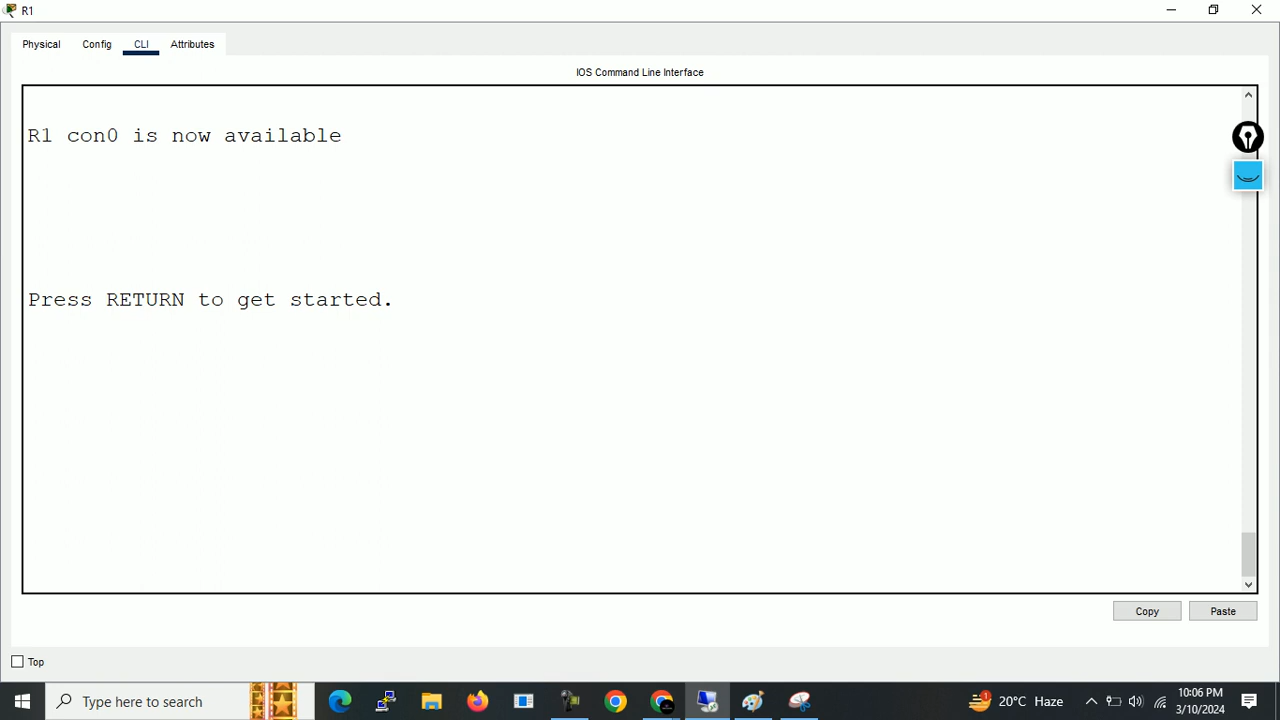 R1
Physical Config CLI Attributes
IOS Command Line Interface
R1 con0 is now available
Press RETURN to get started.
Copy Paste
Top
Type here to search
1
20°C Haze
10:06 PM
3/10/2024